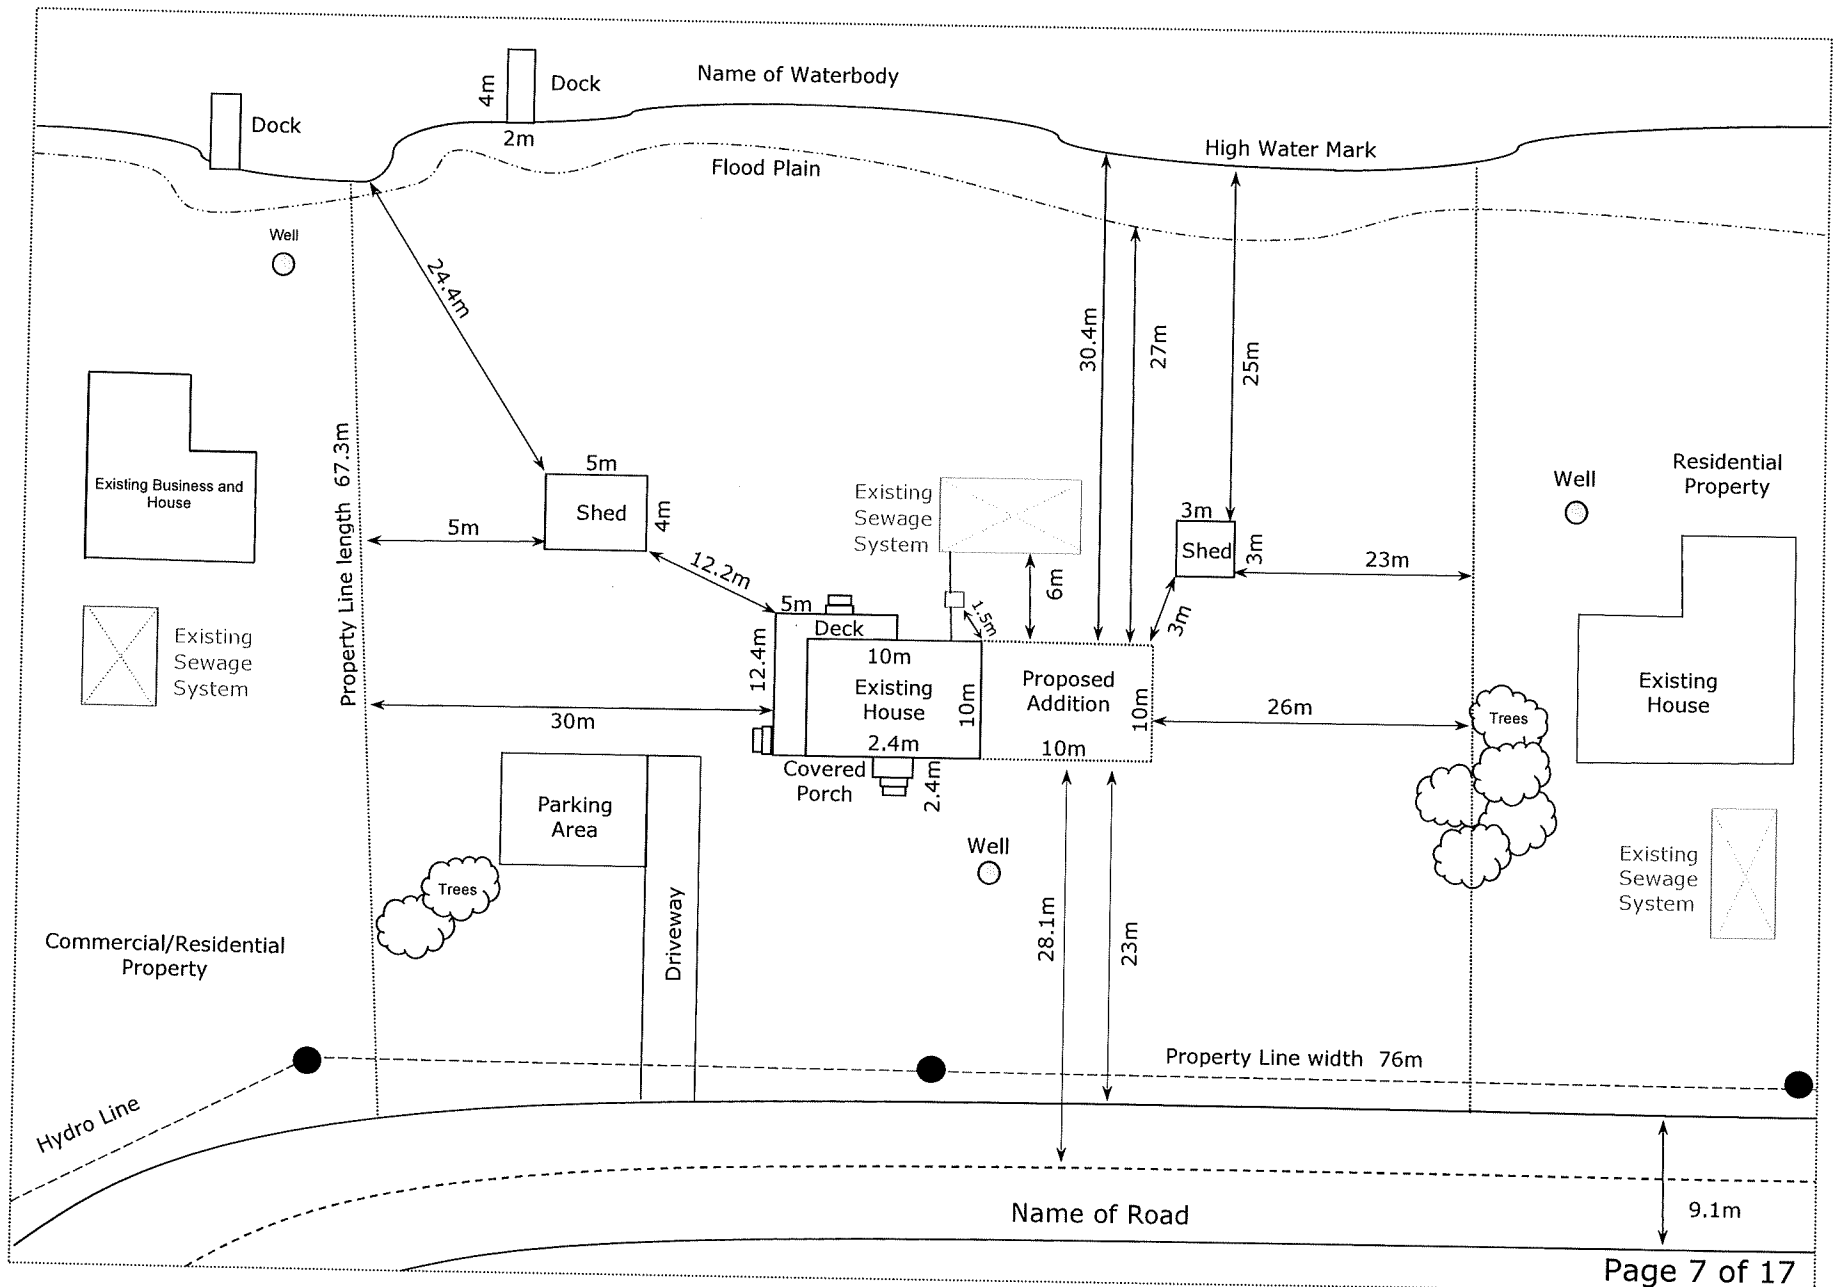 Name of Waterbody
4m
Dock
Dock
2m
High Water Mark
Flood Plain
Well
24.4m
30.4m
27m
25m
Property Line length 67.3m
Existing Business and
House
5m
Shed
4m
5m
Existing
Sewage
System
3m
Shed
3m
23m
Well
Residential
Property
12.2m
6m
1.5m
3m
Existing
Sewage
System
5m
Deck
12.4m
10m
Existing
House
10m
2.4m
Proposed
Addition
10m
10m
30m
26m
Existing
House
Trees
Covered
Porch
2.4m
Parking
Area
Well
Trees
Driveway
28.1m
23m
Existing
Sewage
System
Commercial/Residential
Property
Property Line width 76m
Hydro Line
Name of Road
9.1m
Page 7 of 17